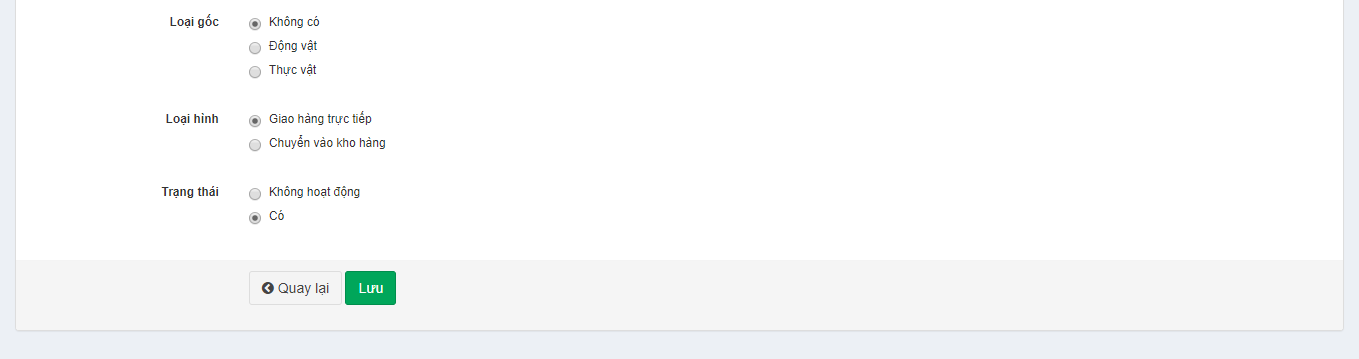 Loại gốc Không có
Động vật
Thực vật
Loại hình Giao hàng trực tiếp
Chuyển vào kho hàng
Trạng thái Không hoạt động
Có
Quay lại Lưu